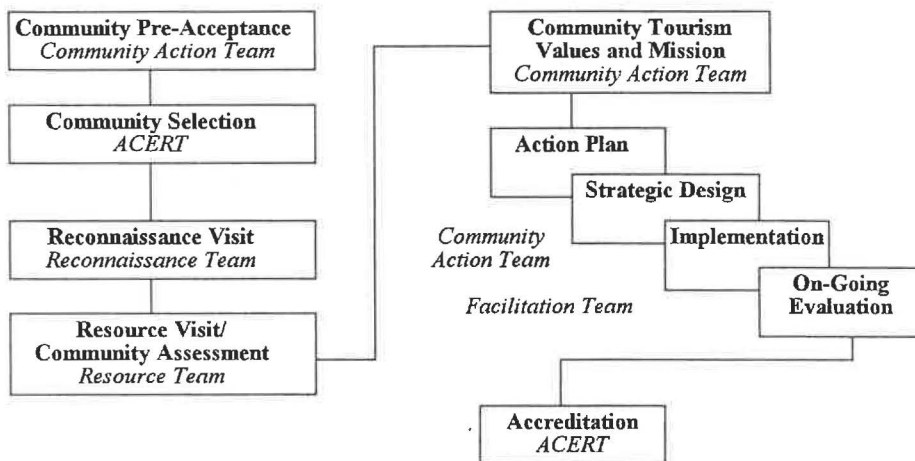 Community Pre-Acceptance
Community Action Team
Community Selection
ACERT
Reconnaissance Visit
Reconnaissance Team
Resource Visit/
Community Assessment
Resource Team
Community Tourism
Values and Mission
Community Action Team
Action Plan
Strategic Design
Implementation
On-Going
Evaluation
Community
Action Team
Facilitation Team
Accreditation
ACERT